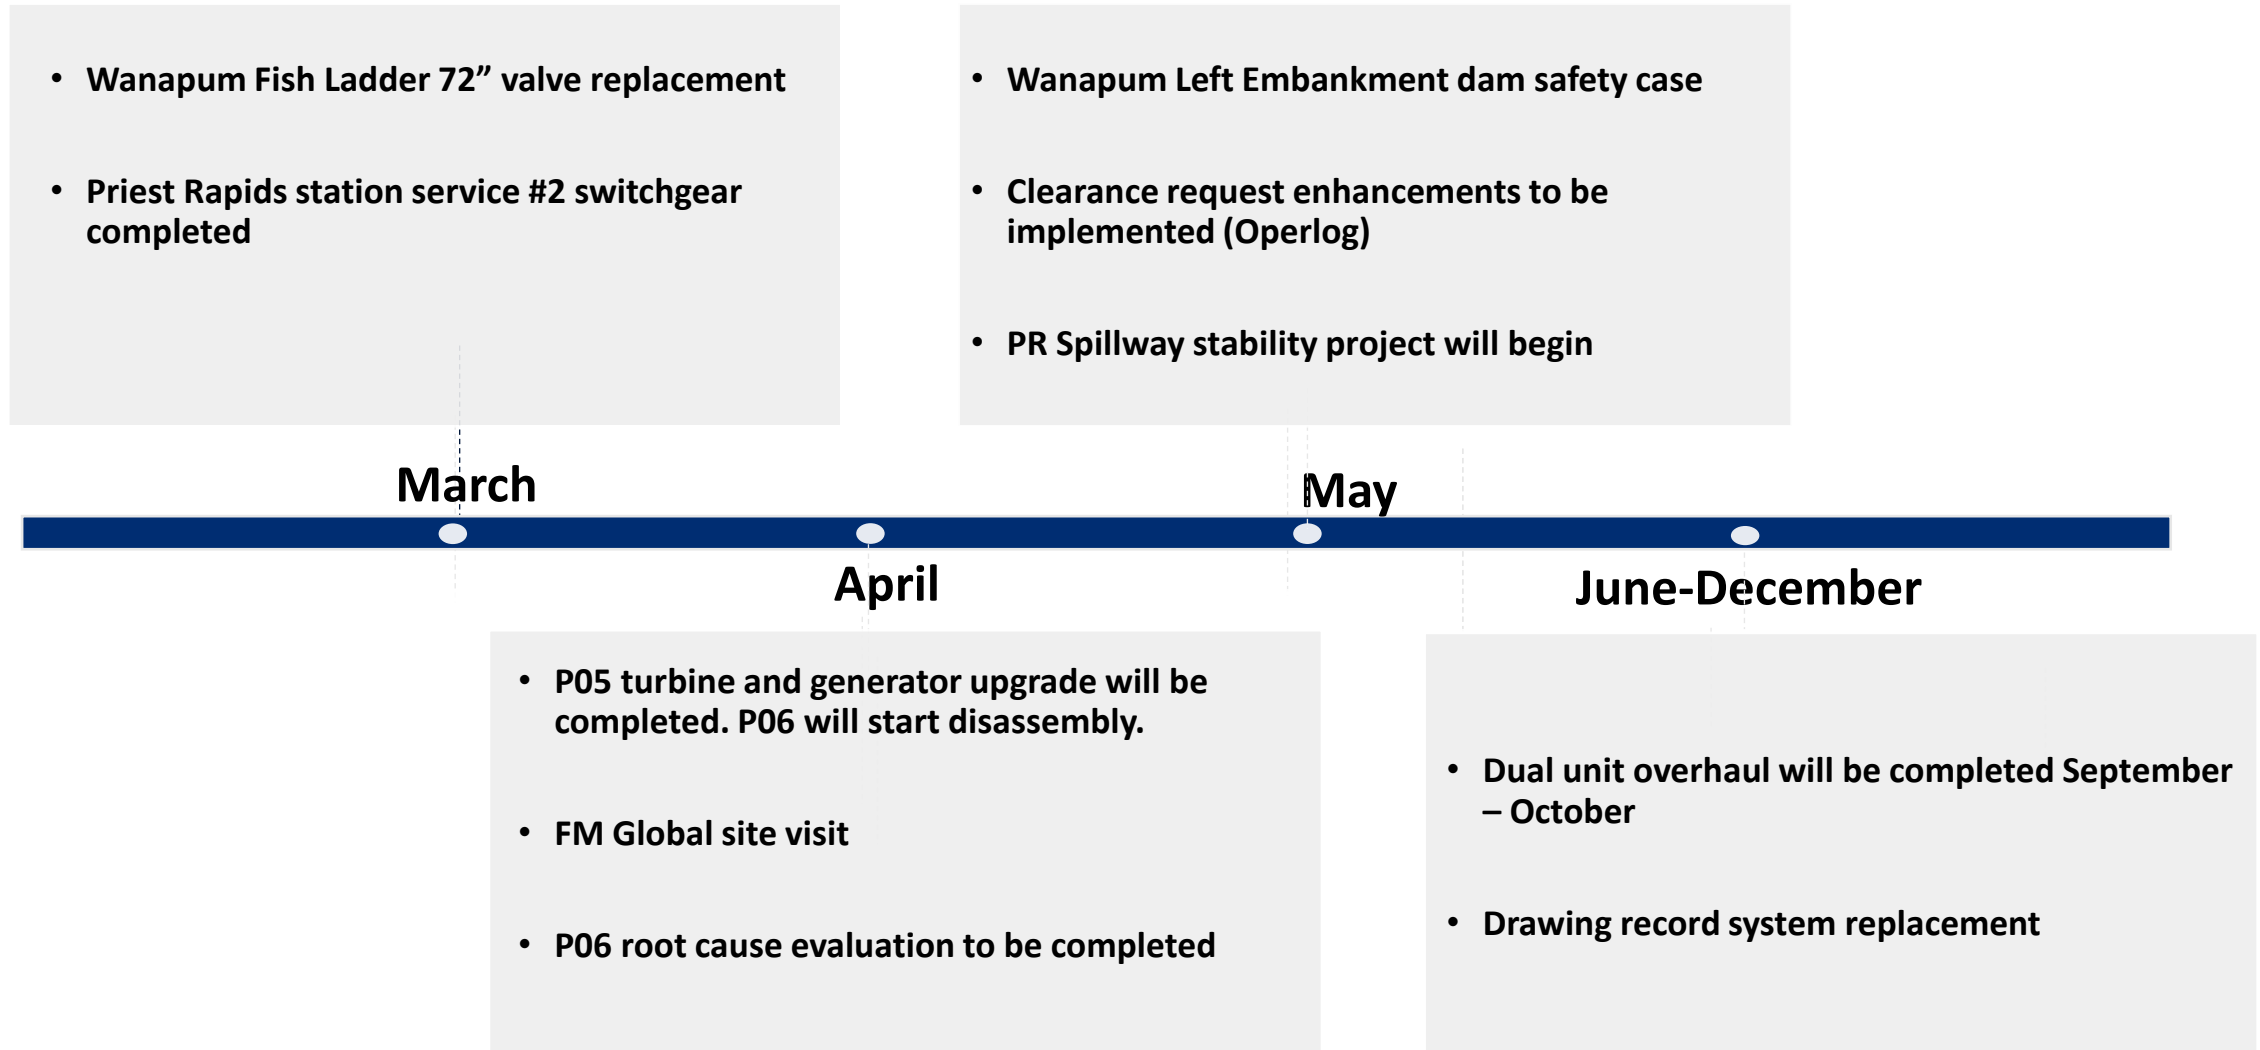 • Wanapum Fish Ladder 72” valve replacement
• Priest Rapids station service #2 switchgear
completed
• Wanapum Left Embankment dam safety case
• Clearance request enhancements to be
implemented (Operlog)
• PR Spillway stability project will begin
March
May
April
June-December
• P05 turbine and generator upgrade will be
completed. P06 will start disassembly.
• FM Global site visit
• P06 root cause evaluation to be completed
• Dual unit overhaul will be completed September
– October
• Drawing record system replacement